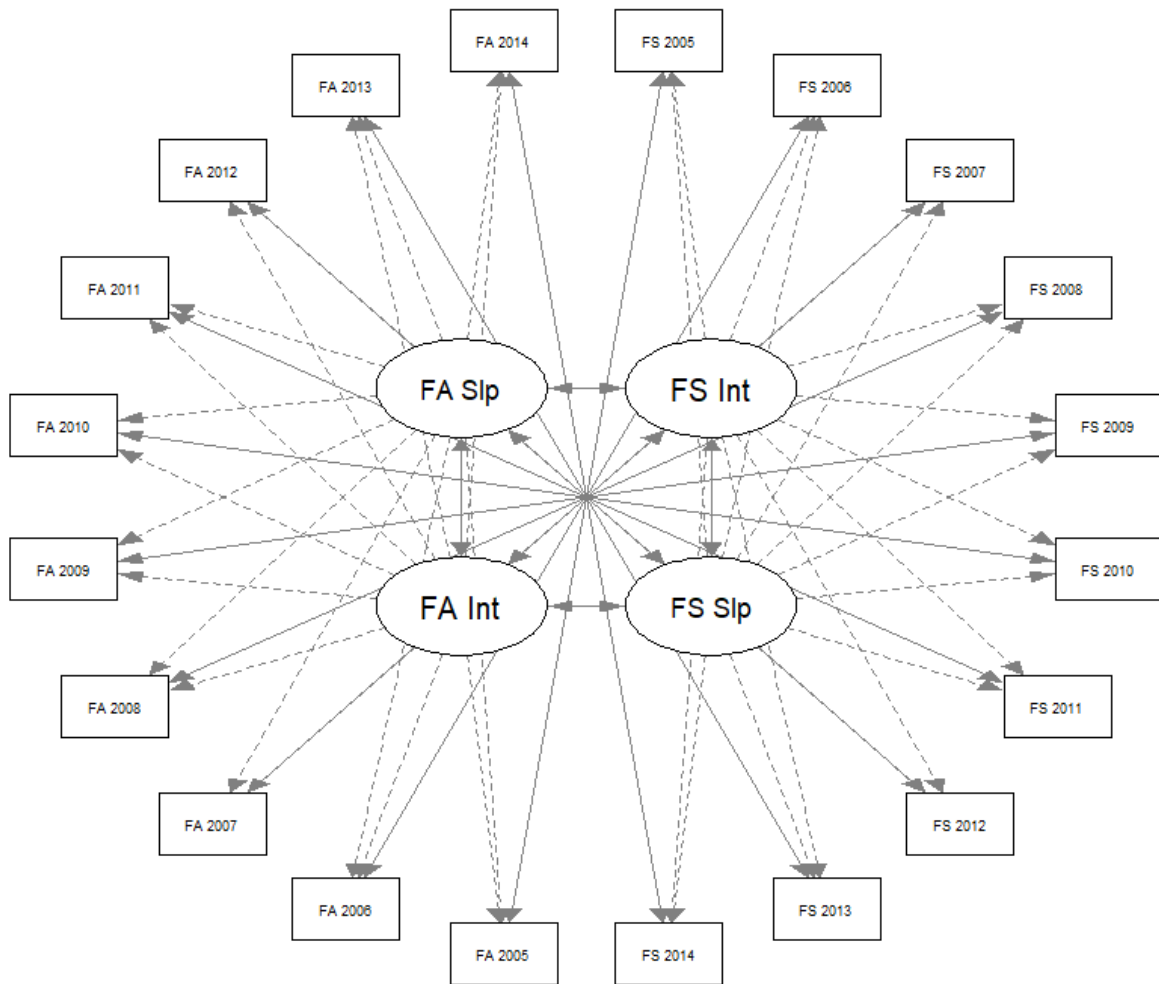 FA 2014
FS 2005
FA 2013
FS 2006
FA 2012
FS 2007
FA 2011
FS 2008
FA Slp
FS Int
FA 2010
FS 2009
FA 2009
FS 2010
FA Int
FS Slp
FA 2008
FS 2011
FA 2007
FS 2012
FA 2006
FS 2013
FA 2005
FS 2014